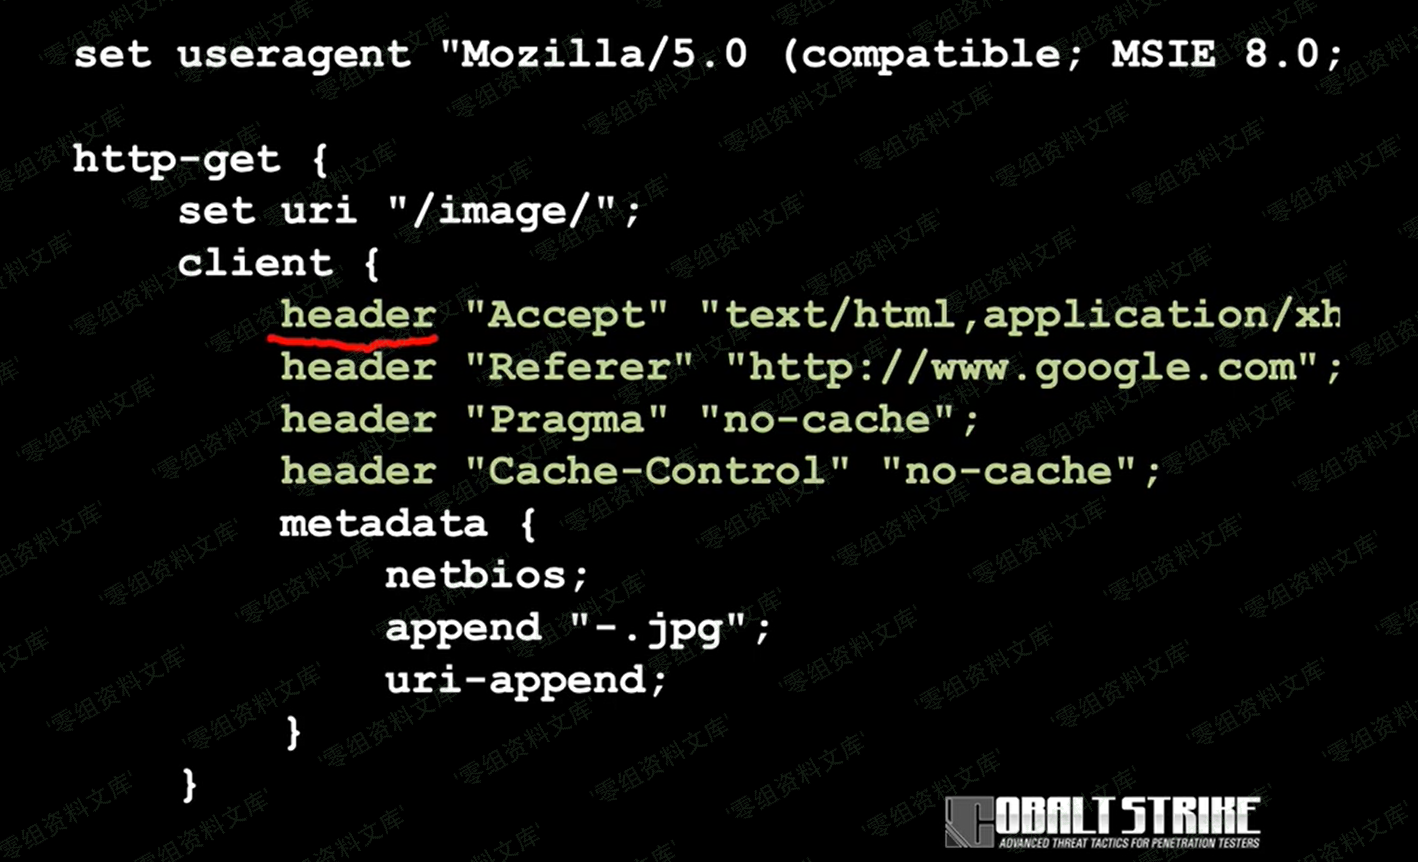 set useragent "Mozilla/5.0 (compatible; MSIE 8.0;
http-get {
set uri "/image/";
client {
header "Accept" "text/html,application/xh
header "Referer" "http://www.google.com";
header "Pragma" "no-cache";
header "Cache-Control" "no-cache";
metadata {
netbios;
append "-.jpg";
uri-append;
}
}
COBALT STRIKE
ADVANCED THREAT TACTICS FOR PENETRATION TESTERS
'零组资料文库'